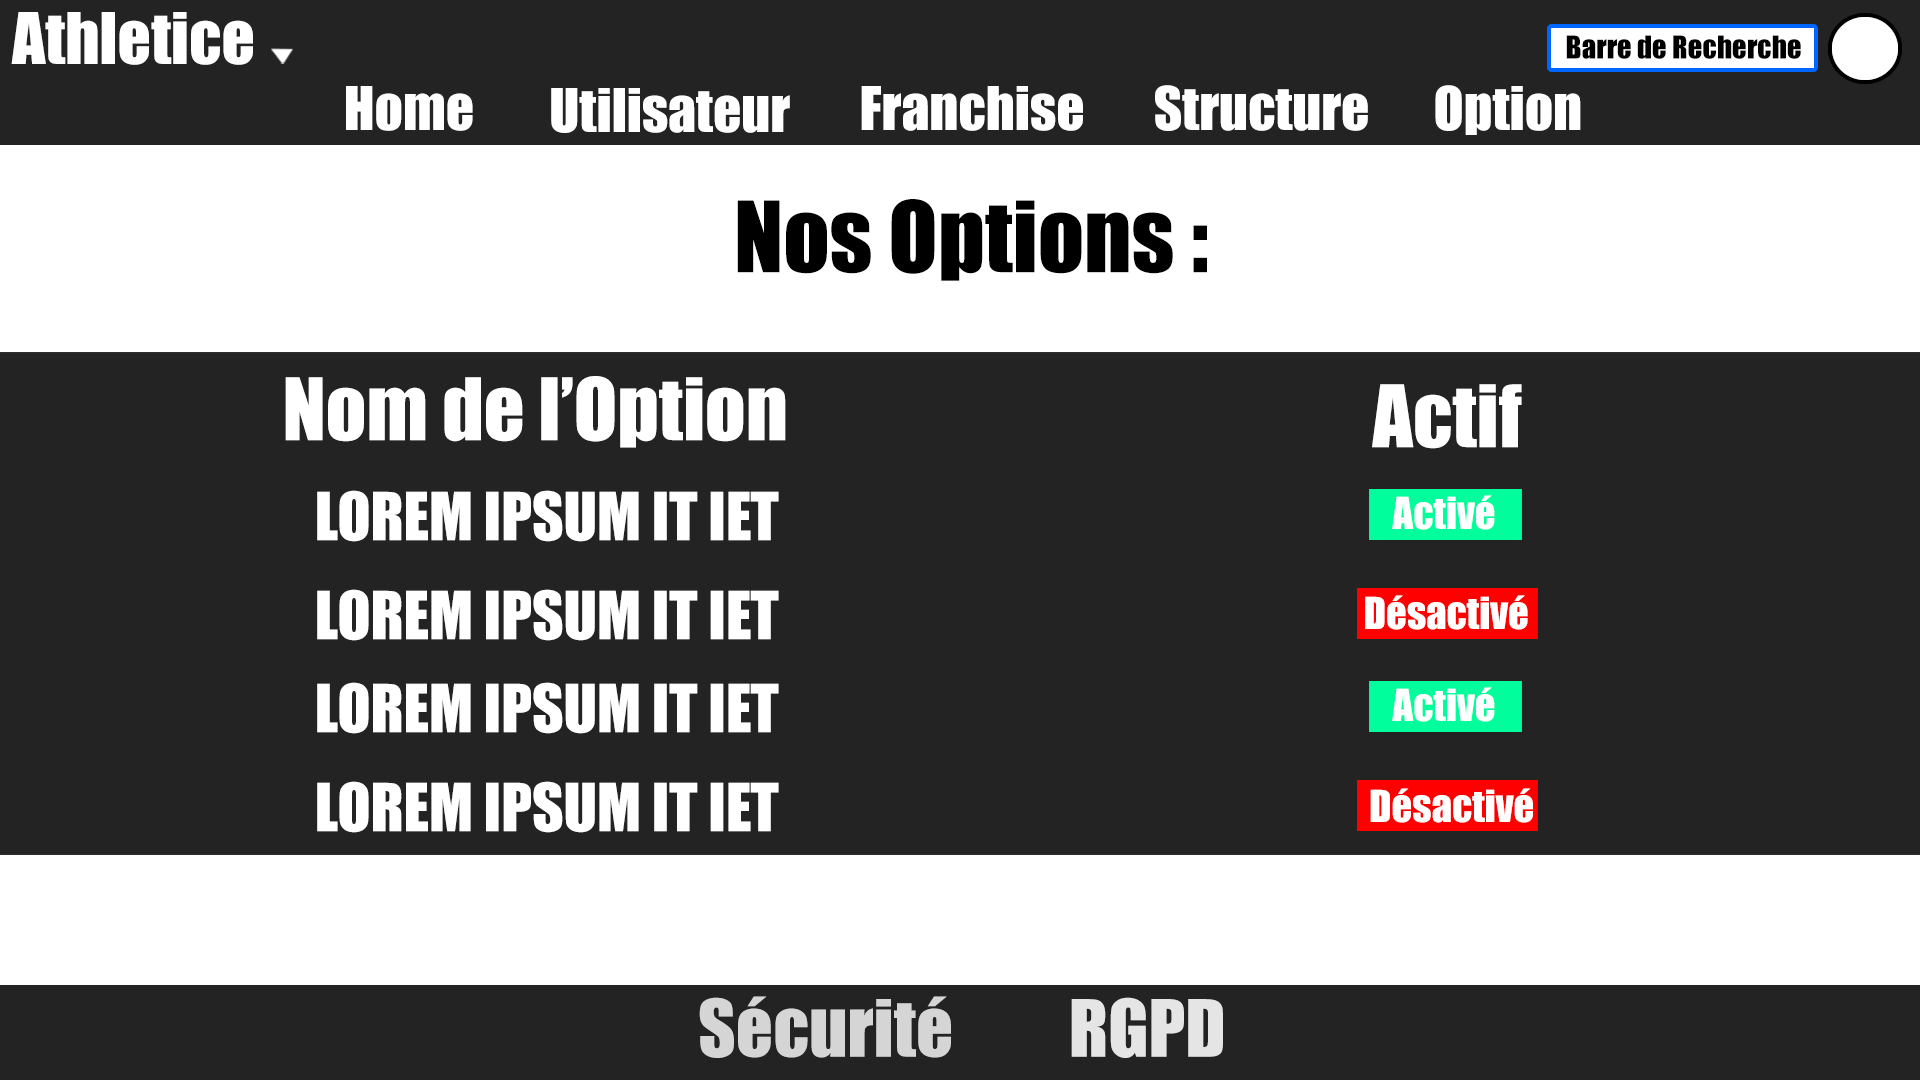 Athletice
Barre de Recherche
Home Utilisateur Franchise Structure Option
Nos Options :
Nom de l’Option Actif
LOREM IPSUM IT IET Activé
LOREM IPSUM IT IET Désactivé
LOREM IPSUM IT IET Activé
LOREM IPSUM IT IET Désactivé
Sécurité RGPD